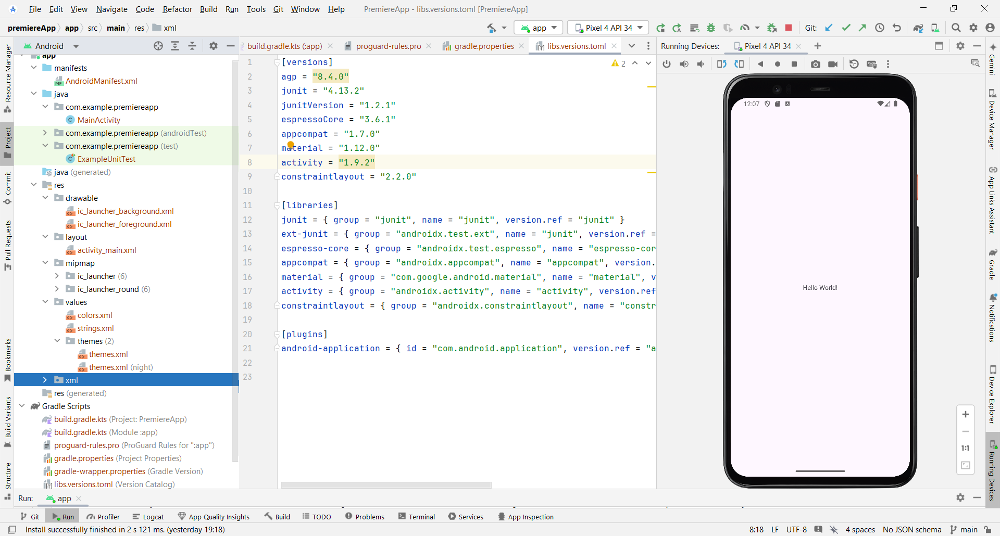 File Edit View Navigate Code Refactor Build Run Tools Git Window Help PremiereApp - libs.versions.toml [PremiereApp]
premiereApp app src main res xml app Pixel 4 API 34 Git:
Android
build.gradle.kts (:app) proguard-rules.pro gradle.properties libs.versions.toml
Running Devices: Pixel 4 API 34
Resource Manager
Project
Commit
Pull Requests
Bookmarks
Build Variants
Structure
app
manifests
AndroidManifest.xml
java
com.example.premiereapp
MainActivity
com.example.premiereapp (androidTest)
com.example.premiereapp (test)
ExampleUnitTest
java (generated)
res
drawable
ic_launcher_background.xml
ic_launcher_foreground.xml
layout
activity_main.xml
mipmap
ic_launcher (6)
ic_launcher_round (6)
values
colors.xml
strings.xml
themes (2)
themes.xml
themes.xml (night)
xml
res (generated)
Gradle Scripts
build.gradle.kts (Project: PremiereApp)
build.gradle.kts (Module :app)
proguard-rules.pro (ProGuard Rules for ":app")
gradle.properties (Project Properties)
gradle-wrapper.properties (Gradle Version)
libs.versions.toml (Version Catalog)
2
1 [versions]
2 agp = "8.4.0"
3 junit = "4.13.2"
4 junitVersion = "1.2.1"
5 espressoCore = "3.6.1"
6 appcompat = "1.7.0"
7 material = "1.12.0"
8 activity = "1.9.2"
9 constraintlayout = "2.2.0"
10
11 [libraries]
12 junit = { group = "junit", name = "junit", version.ref = "junit" }
13 ext-junit = { group = "androidx.test.ext", name = "junit", version.ref =
14 espresso-core = { group = "androidx.test.espresso", name = "espresso-cor
15 appcompat = { group = "androidx.appcompat", name = "appcompat", version.
16 material = { group = "com.google.android.material", name = "material", v
17 activity = { group = "androidx.activity", name = "activity", version.ref
18 constraintlayout = { group = "androidx.constraintlayout", name = "constr
19
20 [plugins]
21 android-application = { id = "com.android.application", version.ref = "a
22
23
12:07
Hello World!
1:1
Gemini
Device Manager
App Links Assistant
Gradle
Notifications
Device Explorer
Running Devices
Run: app
Git Run Profiler Logcat App Quality Insights Build TODO Problems Terminal Services App Inspection
Install successfully finished in 2 s 121 ms. (yesterday 19:18) 8:18 LF UTF-8 4 spaces No JSON schema main